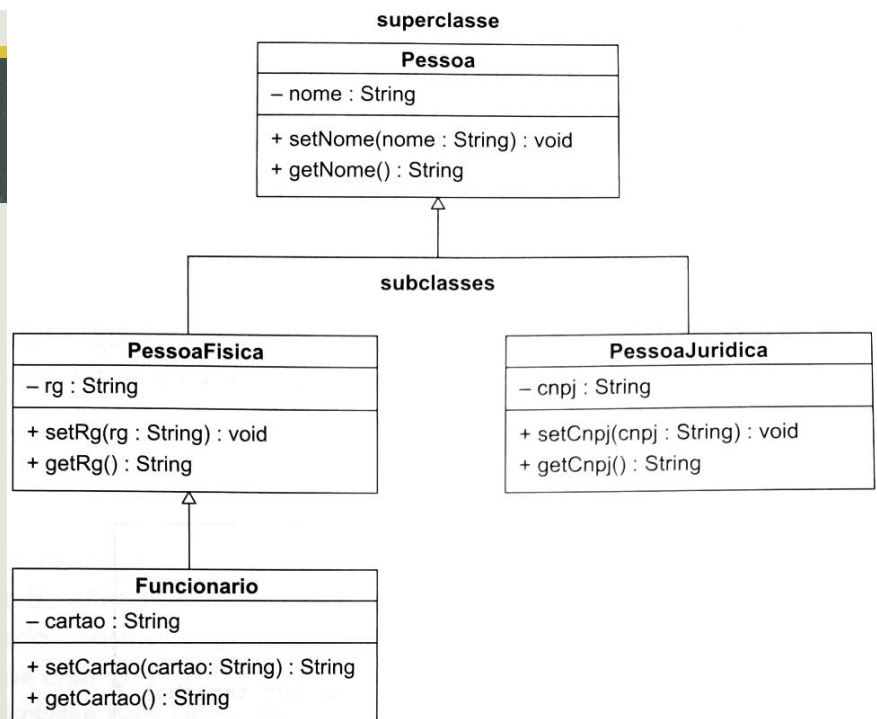 superclasse
Pessoa
– nome : String
+ setNome(nome : String) : void
+ getNome() : String
subclasses
PessoaFisica
– rg : String
+ setRg(rg : String) : void
+ getRg() : String
PessoaJuridica
– cnpj : String
+ setCnpj(cnpj : String) : void
+ getCnpj() : String
Funcionario
– cartao : String
+ setCartao(cartao: String) : String
+ getCartao() : String